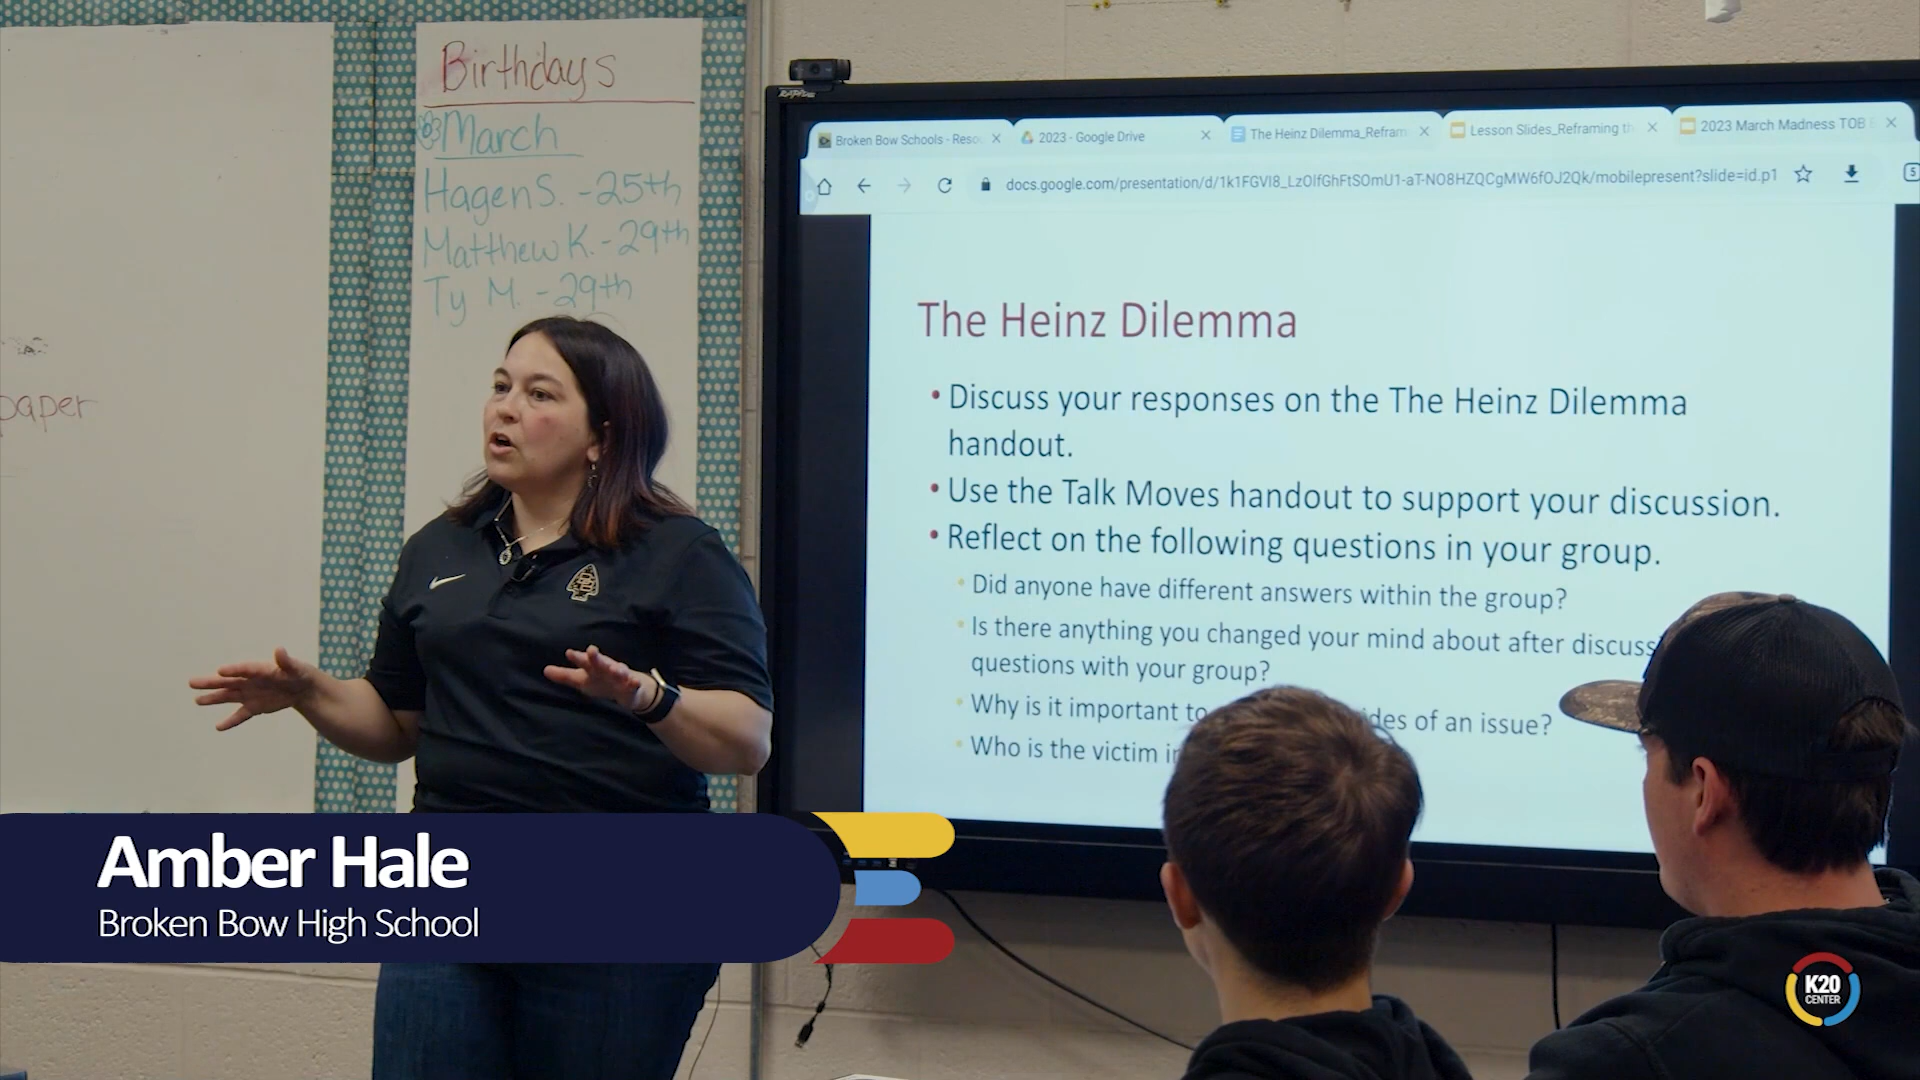 Birthdays
March
Hagen S. - 25th
Matthew K. - 29th
Ty M. - 29th
paper
Broken Bow Schools - Reso
2023 - Google Drive
The Heinz Dilemma_Refram
Lesson Slides_Reframing th
2023 March Madness TOB
docs.google.com/presentation/d/1k1FGVI8_LzOIfGhFtSOmU1-aT-NO8HZQCgMW6fOJ2Qk/mobilepresent?slide=id.p1
5
The Heinz Dilemma
• Discuss your responses on the The Heinz Dilemma
handout.
• Use the Talk Moves handout to support your discussion.
• Reflect on the following questions in your group.
• Did anyone have different answers within the group?
• Is there anything you changed your mind about after discuss
questions with your group?
• Why is it important to des of an issue?
• Who is the victim i
Amber Hale
Broken Bow High School
K20
CENTER